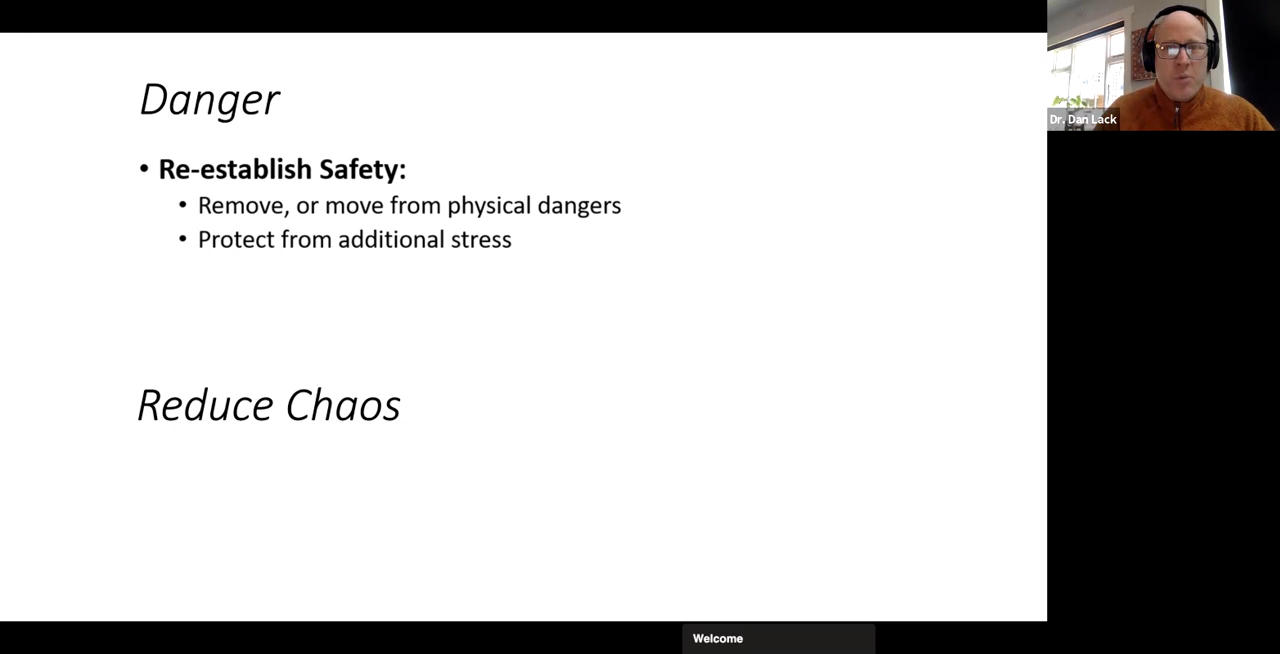 Danger
• Re-establish Safety:
• Remove, or move from physical dangers
• Protect from additional stress
Reduce Chaos
Dr. Dan Lack
Welcome